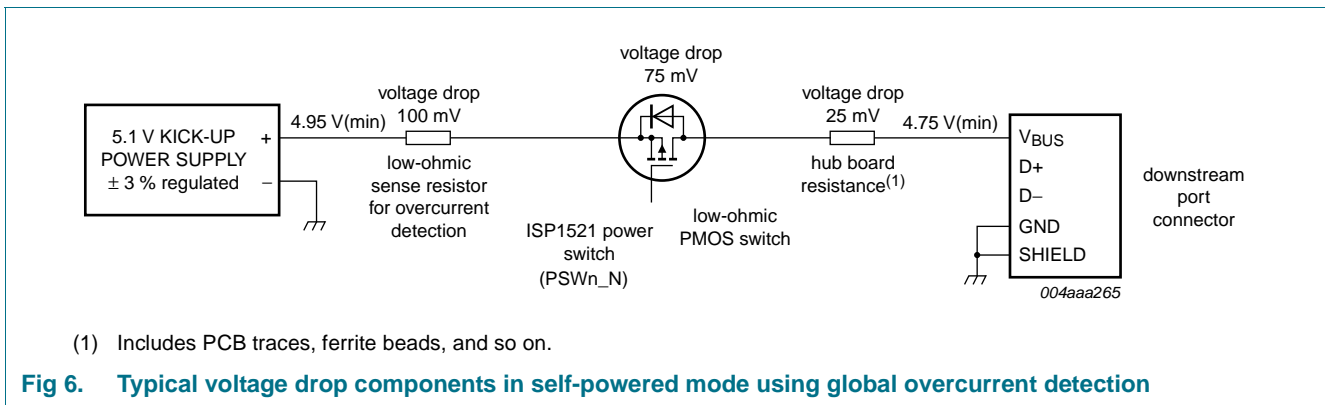 voltage drop
75 mV
voltage drop
100 mV
voltage drop
25 mV
4.95 V(min)
4.75 V(min)
5.1 V KICK-UP
POWER SUPPLY
± 3 % regulated
+
−
low-ohmic
sense resistor
for overcurrent
detection
ISP1521 power
switch
(PSWn_N)
low-ohmic
PMOS switch
hub board
resistance(1)
VBUS
D+
D−
GND
SHIELD
downstream
port
connector
004aaa265
(1) Includes PCB traces, ferrite beads, and so on.
Fig 6. Typical voltage drop components in self-powered mode using global overcurrent detection